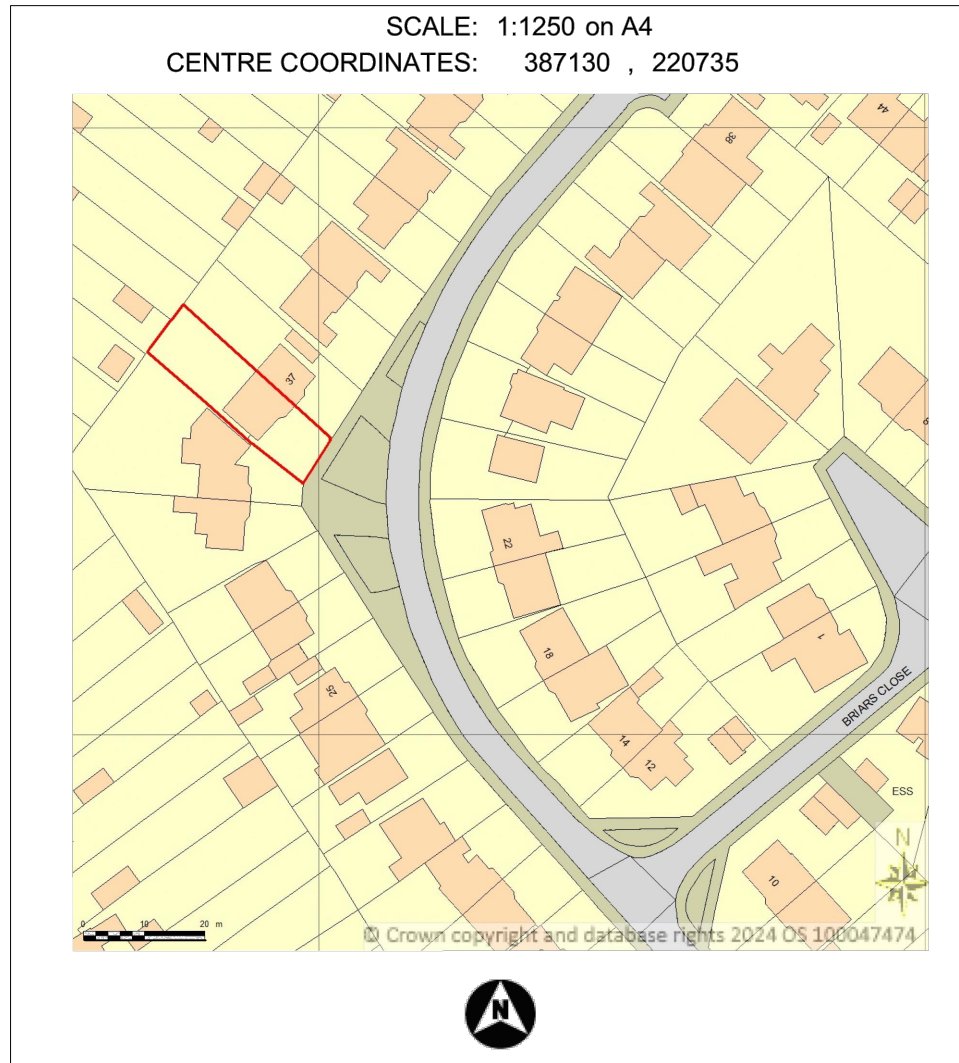 SCALE: 1:1250 on A4
CENTRE COORDINATES: 387130 , 220735
44
38
37
22
18
1
25
BRIARS CLOSE
14
12
ESS
N
10
0 10 20 m
© Crown copyright and database rights 2024 OS 100047474
N